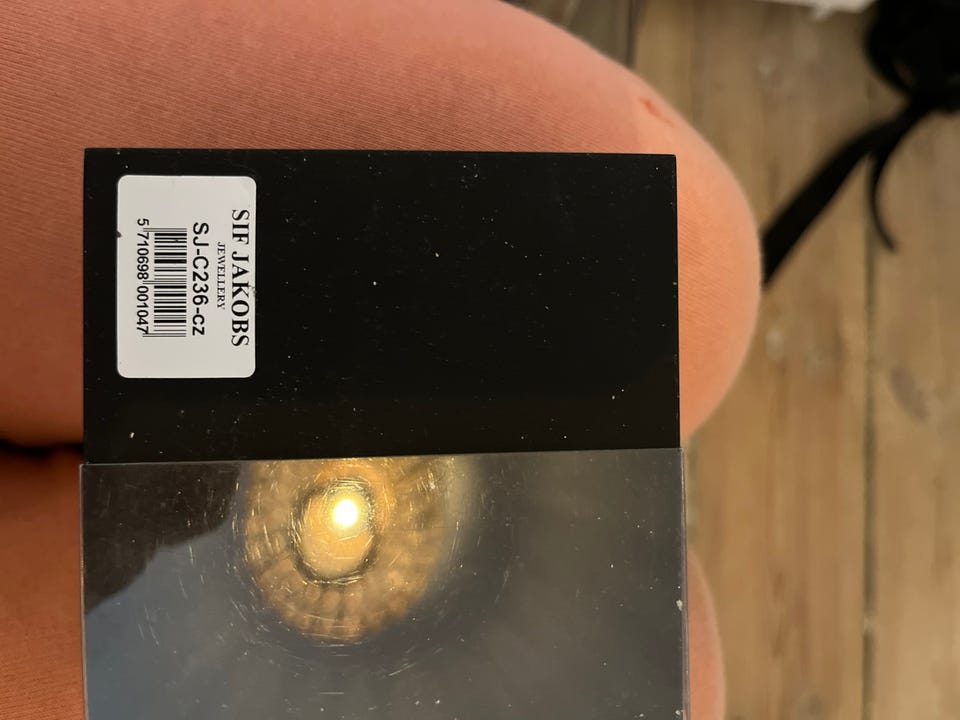 SIF JAKOBS
JEWELLERY
SJ-C236-cz
5 710698 001047